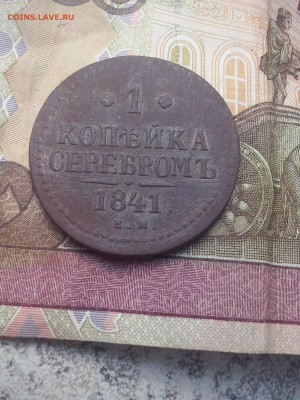 COINS.LAVE.RU
1
КОПѢЙКА
СЕРЕБРОМЪ
1841.
Е.М